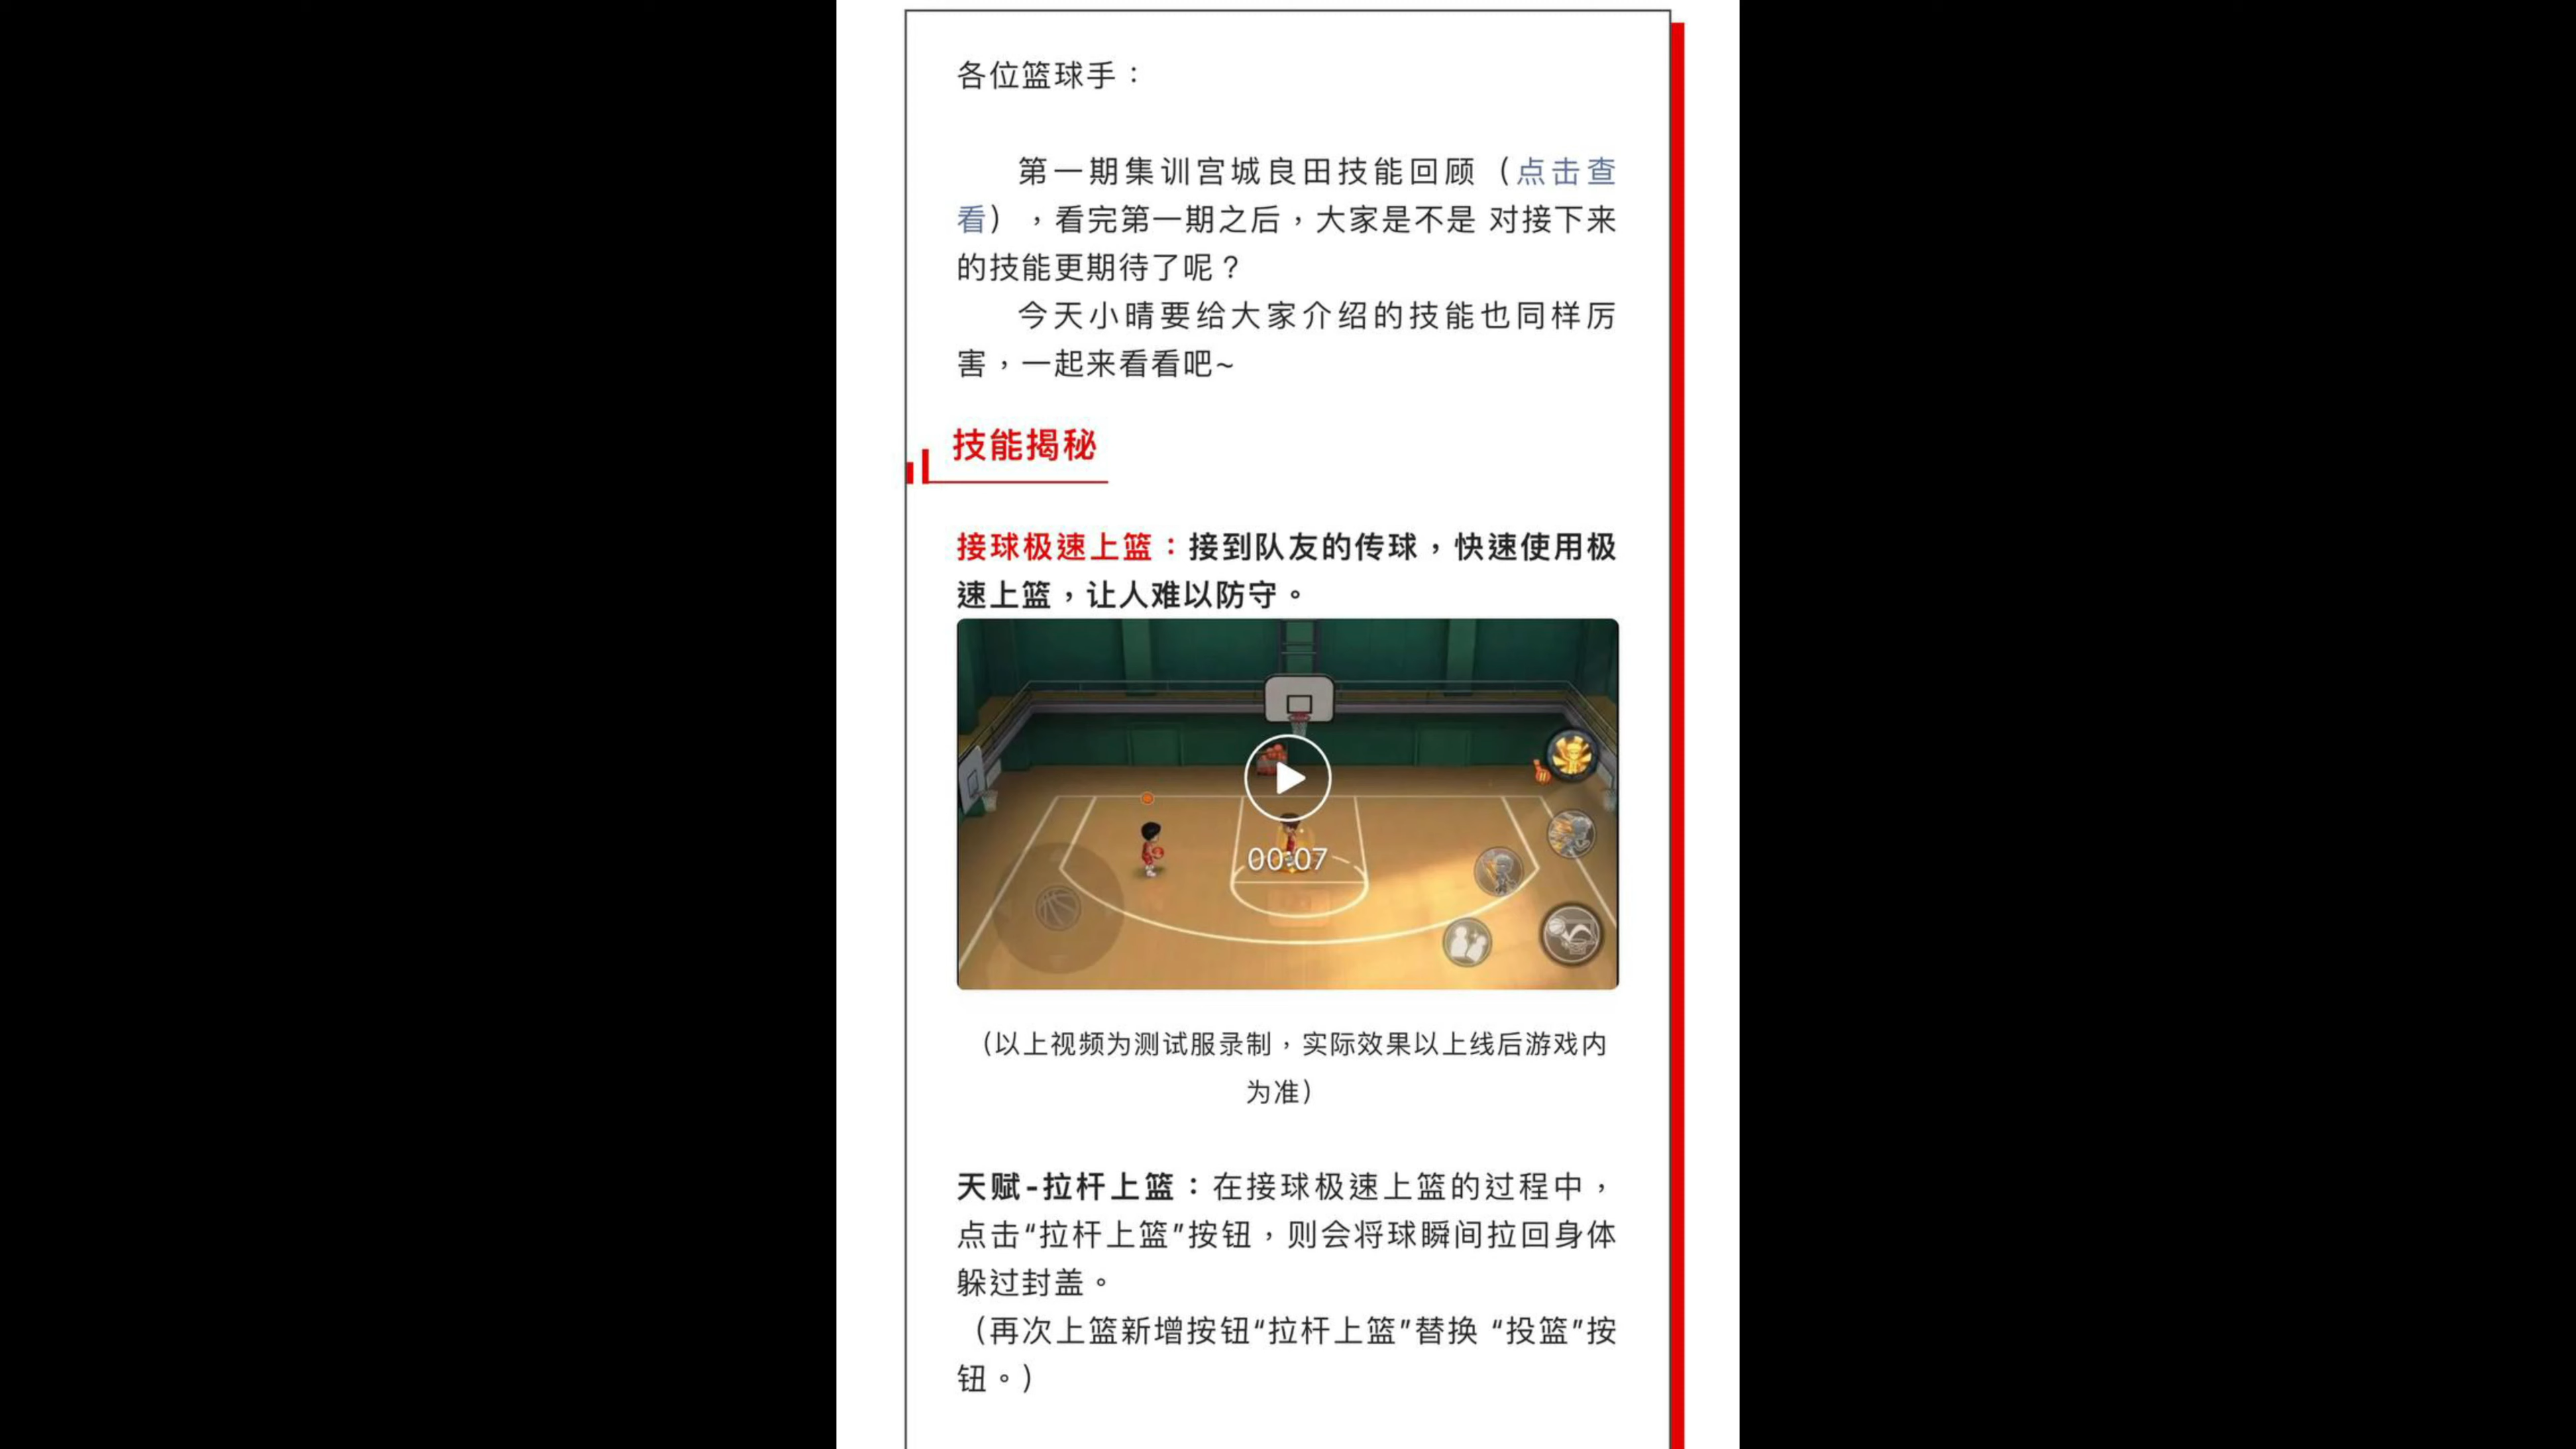 各位篮球手：
第一期集训宫城良田技能回顾（点击查
看），看完第一期之后，大家是不是 对接下来
的技能更期待了呢？
今天小晴要给大家介绍的技能也同样厉
害，一起来看看吧~
技能揭秘
接球极速上篮：接到队友的传球，快速使用极
速上篮，让人难以防守。
00:07
（以上视频为测试服录制，实际效果以上线后游戏内
为准）
天赋-拉杆上篮：在接球极速上篮的过程中，
点击“拉杆上篮”按钮，则会将球瞬间拉回身体
躲过封盖。
（再次上篮新增按钮“拉杆上篮”替换 “投篮”按
钮。）